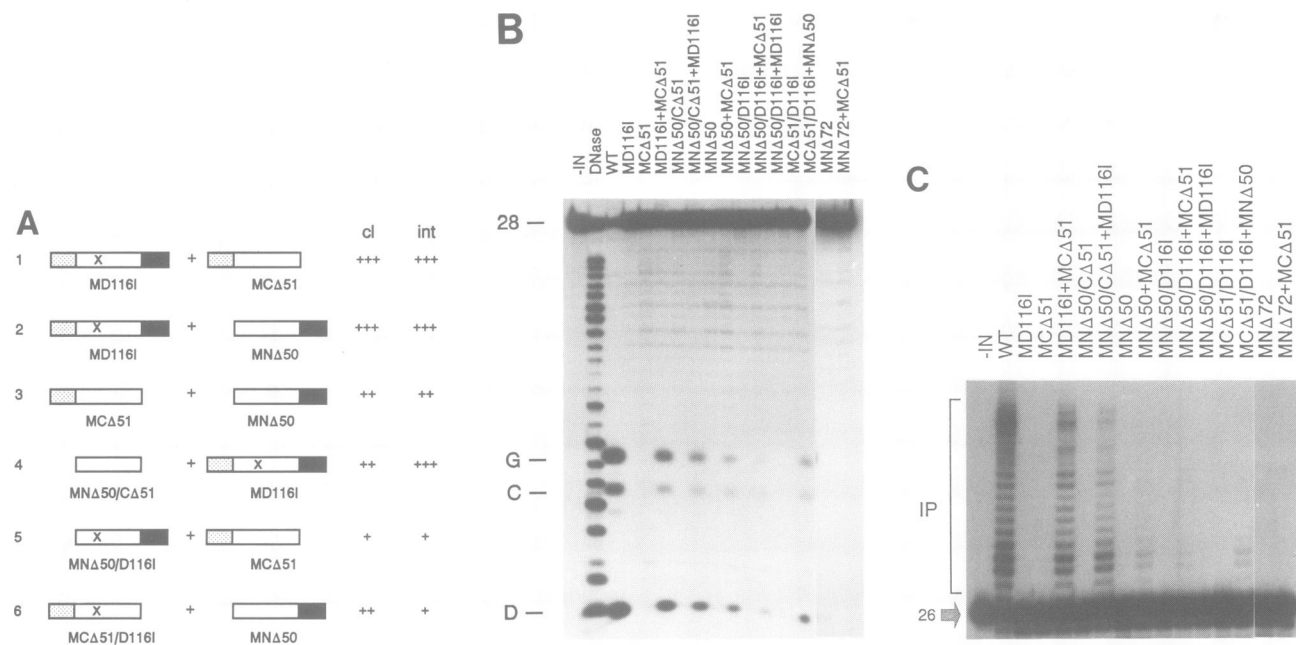 A
cl int
1 x + +++ +++
MD116I MCΔ51
2 x + +++ +++
MD116I MNΔ50
3 + ++ ++
MCΔ51 MNΔ50
4 + x ++ +++
MNΔ50/CΔ51 MD116I
5 x + + +
MNΔ50/D116I MCΔ51
6 x + ++ +
MCΔ51/D116I MNΔ50
B
-IN
DNase
WT
MD116I
MCΔ51
MD116I+MCΔ51
MNΔ50/CΔ51
MNΔ50/CΔ51+MD116I
MNΔ50
MNΔ50+MCΔ51
MNΔ50/D116I
MNΔ50/D116I+MCΔ51
MNΔ50/D116I+MD116I
MCΔ51/D116I
MCΔ51/D116I+MNΔ50
MNΔ72
MNΔ72+MCΔ51
28
G
C
D
C
-IN
WT
MD116I
MCΔ51
MD116I+MCΔ51
MNΔ50/CΔ51
MNΔ50/CΔ51+MD116I
MNΔ50
MNΔ50+MCΔ51
MNΔ50/D116I
MNΔ50/D116I+MCΔ51
MNΔ50/D116I+MD116I
MCΔ51/D116I
MCΔ51/D116I+MNΔ50
MNΔ72
MNΔ72+MCΔ51
IP
26